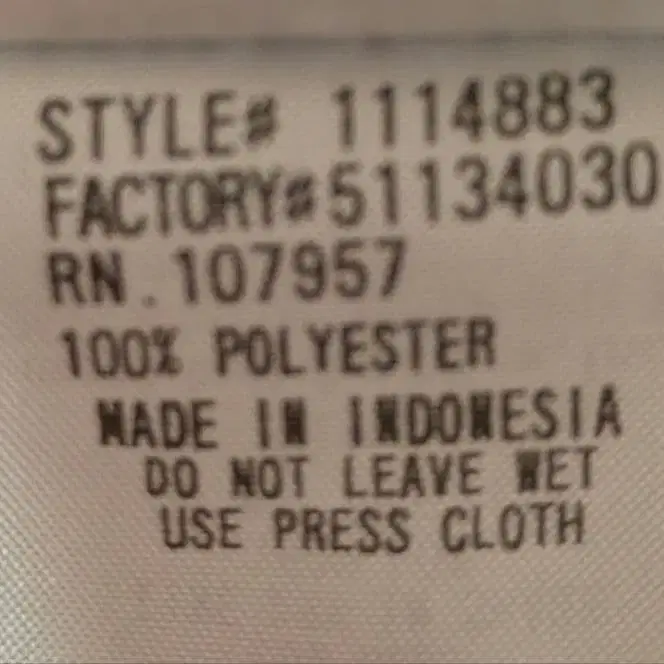 STYLE# 1114883
FACTORY#51134030
RN.107957
100% POLYESTER
MADE IN INDONESIA
DO NOT LEAVE WET
USE PRESS CLOTH